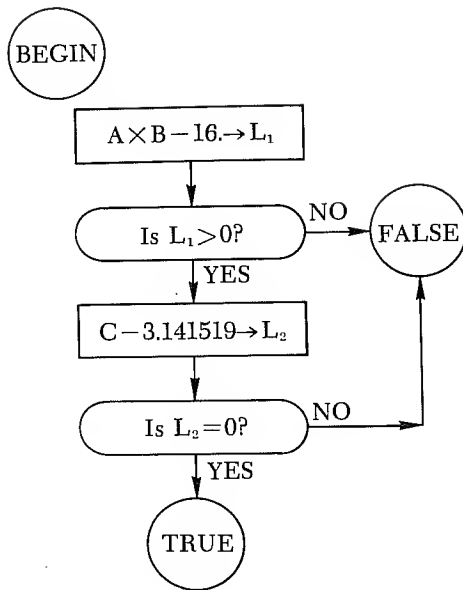 BEGIN
A×B−16.→L₁
Is L₁>0?
NO
FALSE
YES
C−3.141519→L₂
Is L₂=0?
NO
YES
TRUE